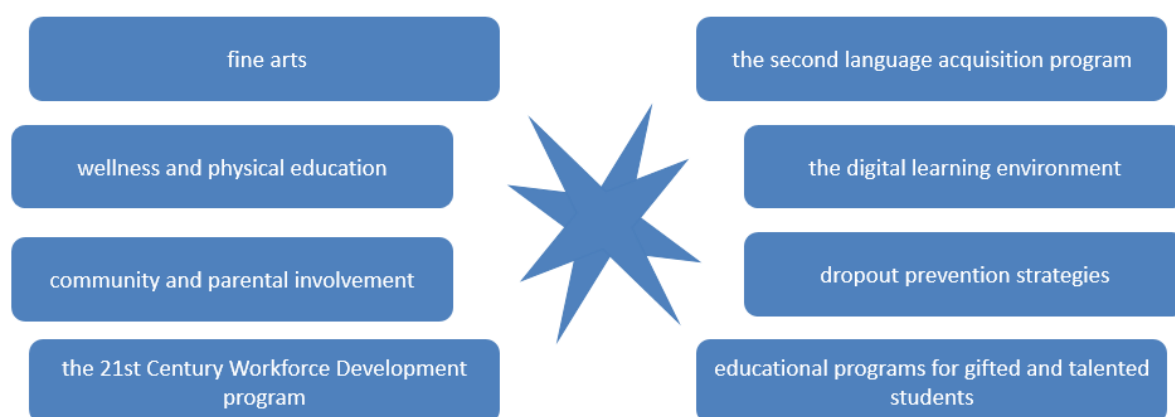 fine arts
the second language acquisition program
wellness and physical education
the digital learning environment
community and parental involvement
dropout prevention strategies
the 21st Century Workforce Development
program
educational programs for gifted and talented
students